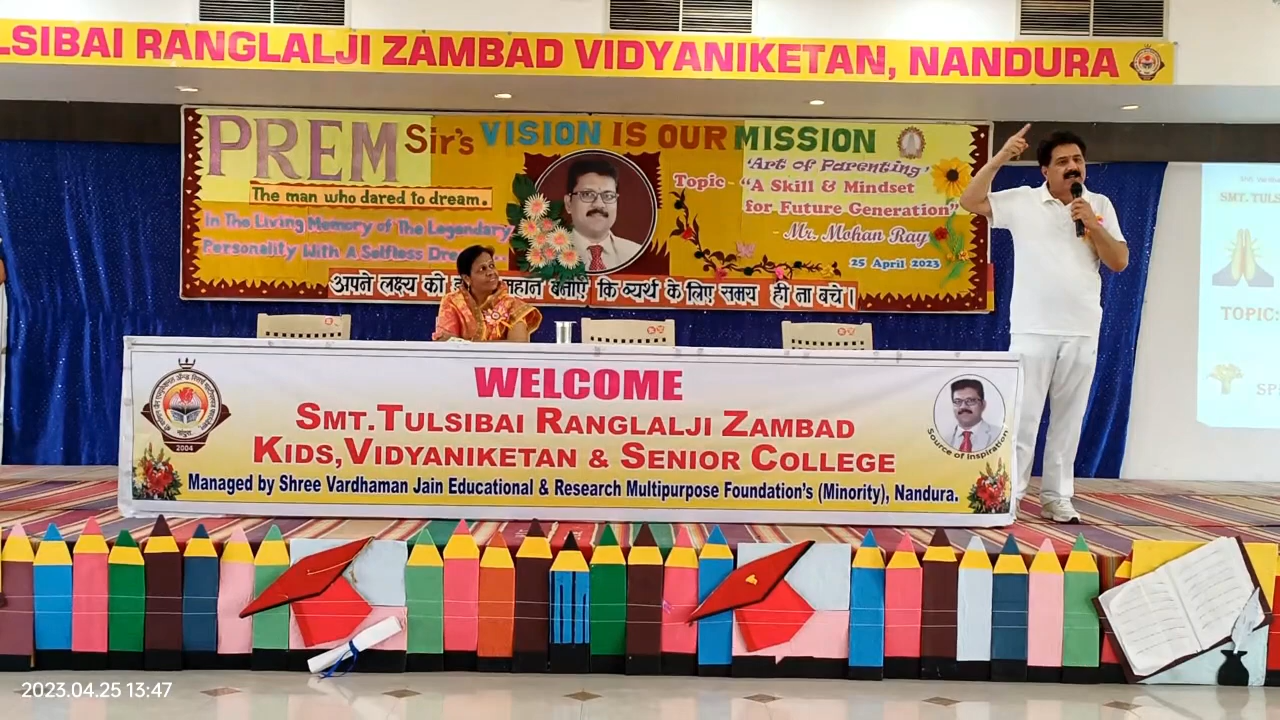 LSIBAI RANGLALJI ZAMBAD VIDYANIKETAN, NANDURA
PREM Sir's VISION IS OUR MISSION
The man who dared to dream.
In The Living Memory of The Legendary
Personality With A Selfless
'Art of Parenting'
Topic - "A Skill & Mindset
for Future Generation"
- Mr. Mohan
25 April 2023
अपने लक्ष्य को महान बनाएँ कि व्यर्थ के लिए समय ही ना बचे।
SMT. TULS
TOPIC:
SP
WELCOME
SMT.TULSIBAI RANGLALJI ZAMBAD
KIDS,VIDYANIKETAN & SENIOR COLLEGE
Managed by Shree Vardhaman Jain Educational & Research Multipurpose Foundation's (Minority), Nandura.
2004
Source of Inspiration
2023.04.25 13:47